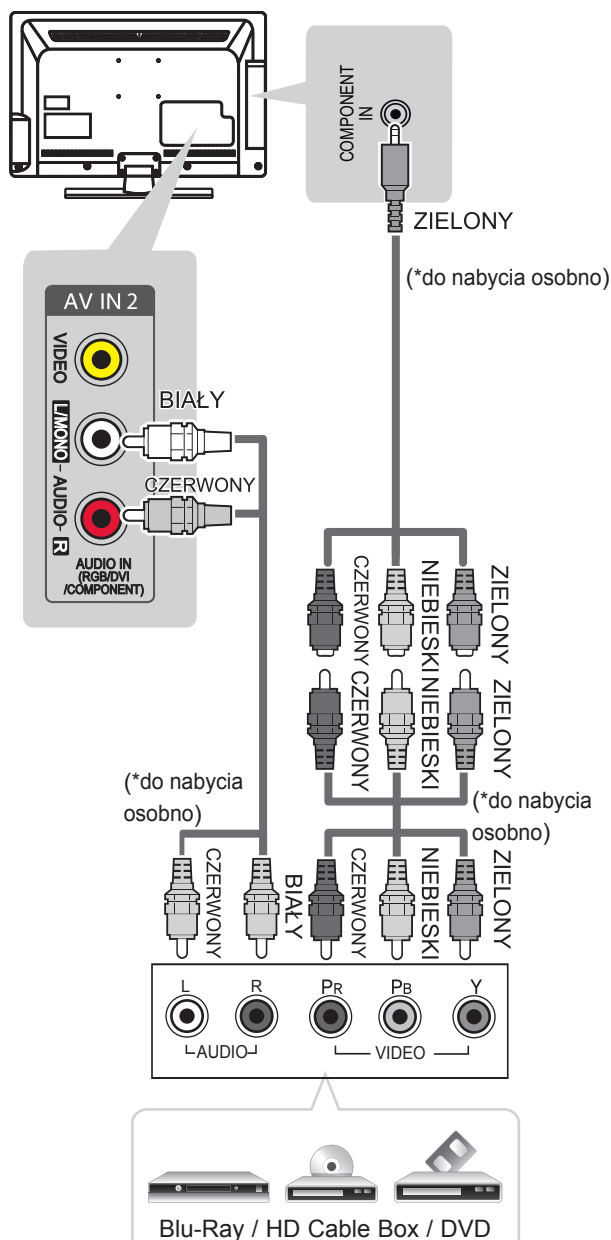 COMPONENT
IN
ZIELONY
(*do nabycia osobno)
AV IN 2
VIDEO
L/MONO - AUDIO - R
AUDIO IN
(RGB/DVI
/COMPONENT)
BIAŁY
CZERWONY
CZERWONY
NIEBIESKI
ZIELONY
CZERWONY
NIEBIESKI
ZIELONY
(*do nabycia
osobno)
(*do nabycia
osobno)
CZERWONY
BIAŁY
CZERWONY
NIEBIESKI
ZIELONY
L R PR PB Y
AUDIO VIDEO
Blu-Ray / HD Cable Box / DVD